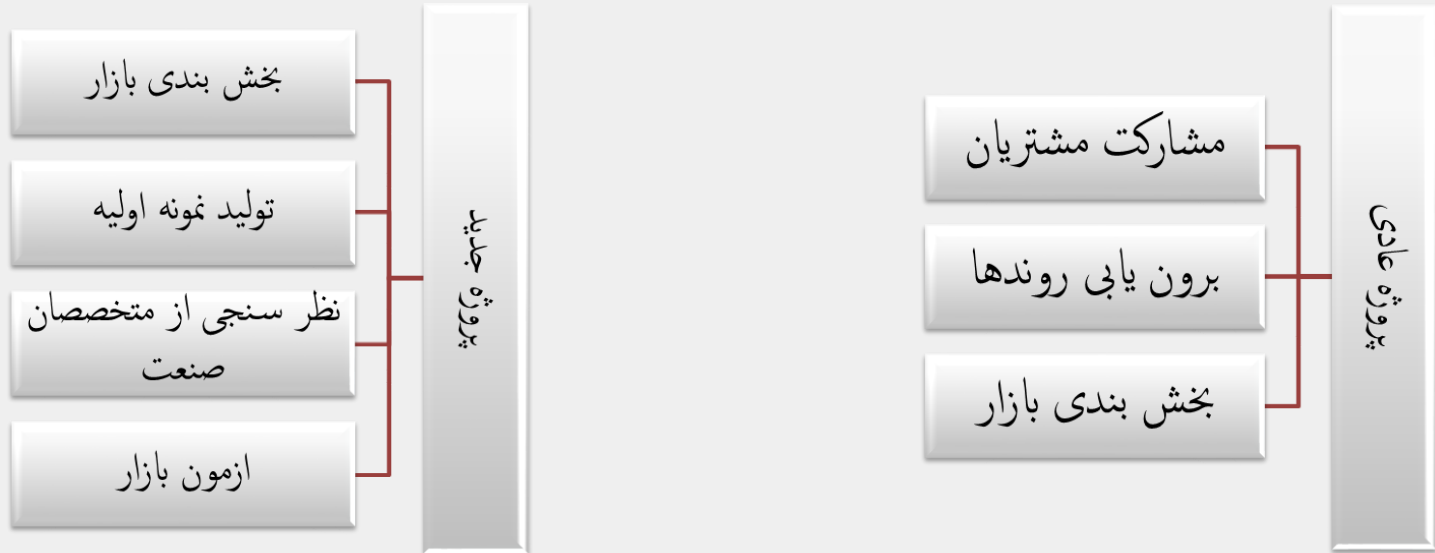 پروژه عادی
مشارکت مشتریان
برون یابی روندها
بخش بندی بازار
پروژه جدید
بخش بندی بازار
تولید نمونه اولیه
نظر سنجی از متخصصان
صنعت
ازمون بازار